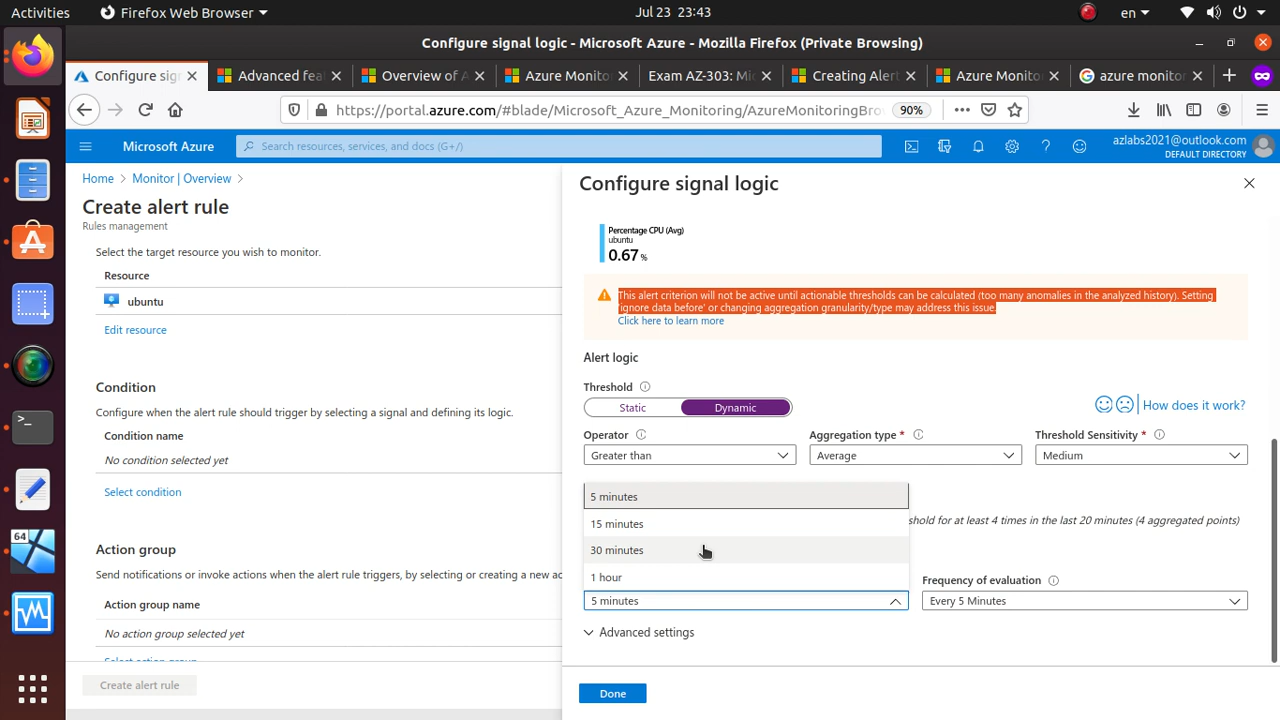 Activities
Firefox Web Browser
Jul 23 23:43
en
Configure signal logic - Microsoft Azure - Mozilla Firefox (Private Browsing)
Configure sig
Advanced fea
Overview of A
Azure Monito
Exam AZ-303: Mic
Creating Alert
Azure Monito
azure monitor
https://portal.azure.com/#blade/Microsoft_Azure_Monitoring/AzureMonitoringBro
90%
Microsoft Azure
Search resources, services, and docs (G+/)
azlabs2021@outlook.com
DEFAULT DIRECTORY
Home
Monitor | Overview
Create alert rule
Rules management
Select the target resource you wish to monitor.
Resource
ubuntu
Edit resource
Condition
Configure when the alert rule should trigger by selecting a signal and defining its logic.
Condition name
No condition selected yet
Select condition
Action group
Send notifications or invoke actions when the alert rule triggers, by selecting or creating a new ac
Action group name
No action group selected yet
Select action group
Create alert rule
Configure signal logic
Percentage CPU (Avg)
ubuntu
0.67 %
This alert criterion will not be active until actionable thresholds can be calculated (too many anomalies in the analyzed history). Setting
'ignore data before' or changing aggregation granularity/type may address this issue.
Click here to learn more
Alert logic
Threshold
Static
Dynamic
How does it work?
Operator
Aggregation type *
Threshold Sensitivity *
Greater than
Average
Medium
5 minutes
15 minutes
shold for at least 4 times in the last 20 minutes (4 aggregated points)
30 minutes
1 hour
Frequency of evaluation
5 minutes
Every 5 Minutes
Advanced settings
Done
64